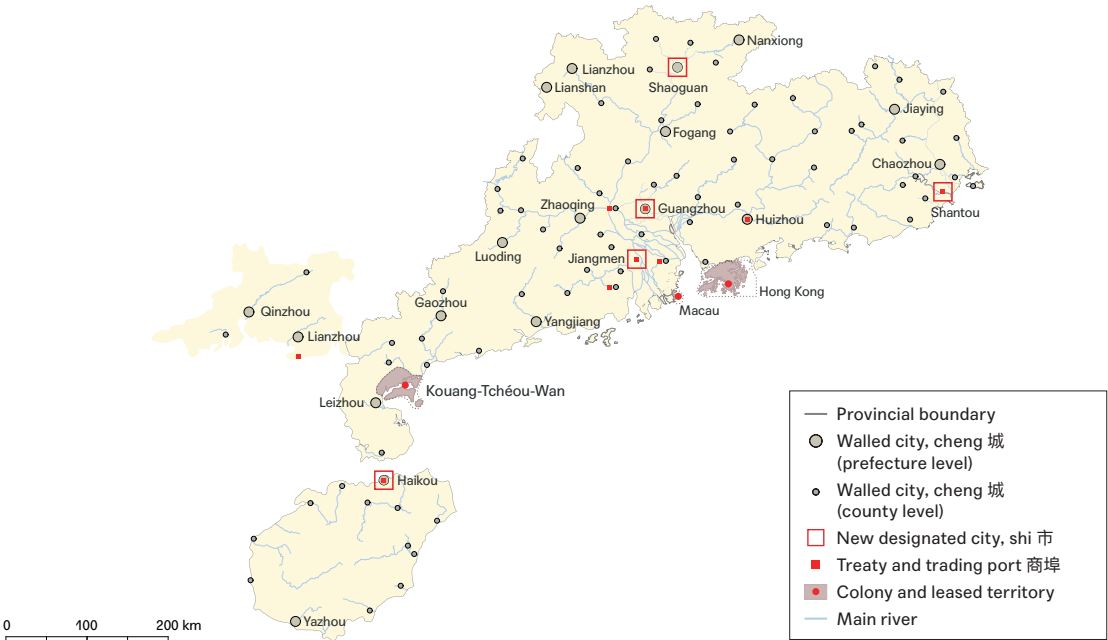 Nanxiong
Lianzhou
Lianshan
Shaoguan
Jiaying
Fogang
Chaozhou
Zhaoqing
Guangzhou
Shantou
Huizhou
Luoding
Jiangmen
Hong Kong
Macau
Gaozhou
Qinzhou
Yangjiang
Lianzhou
Kouang-Tchéou-Wan
Leizhou
Haikou
Yazhou
0 100 200 km
Provincial boundary
Walled city, cheng 城
(prefecture level)
Walled city, cheng 城
(county level)
New designated city, shi 市
Treaty and trading port 商埠
Colony and leased territory
Main river